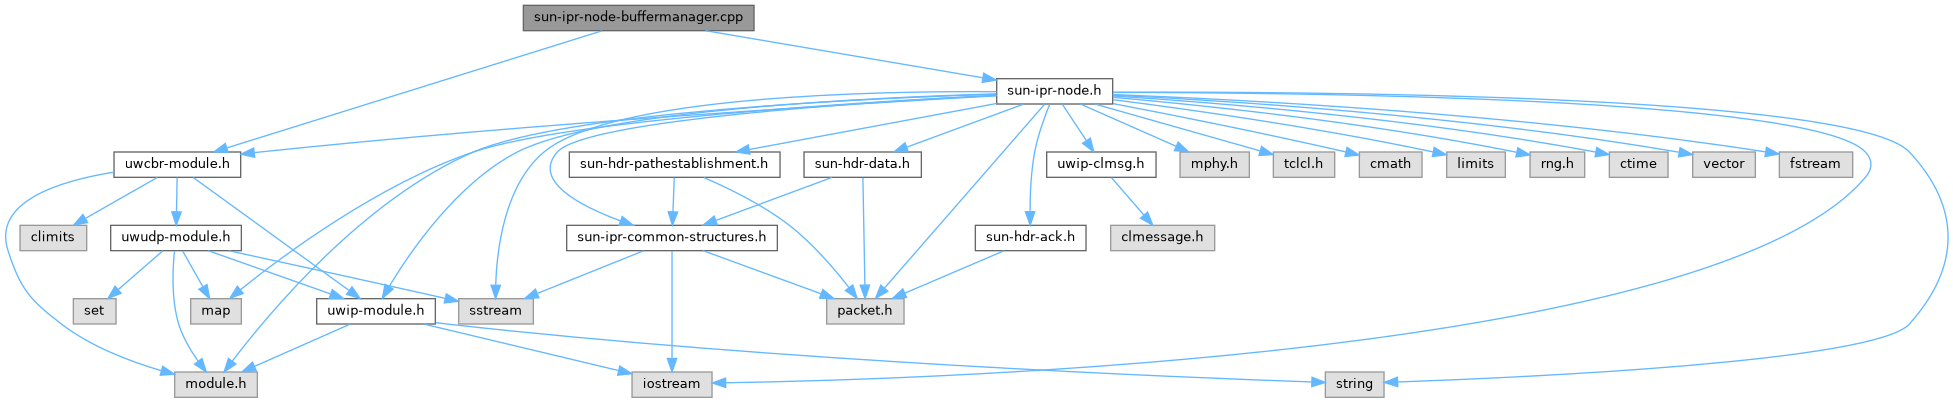 sun-ipr-node-buffermanager.cpp
sun-ipr-node.h
uwcbr-module.h
sun-hdr-pathestablishment.h
sun-hdr-data.h
uwip-clmsg.h
mphy.h
tclcl.h
cmath
limits
rng.h
ctime
vector
fstream
climits
uwudp-module.h
sun-ipr-common-structures.h
sun-hdr-ack.h
clmessage.h
set
map
uwip-module.h
sstream
packet.h
module.h
iostream
string